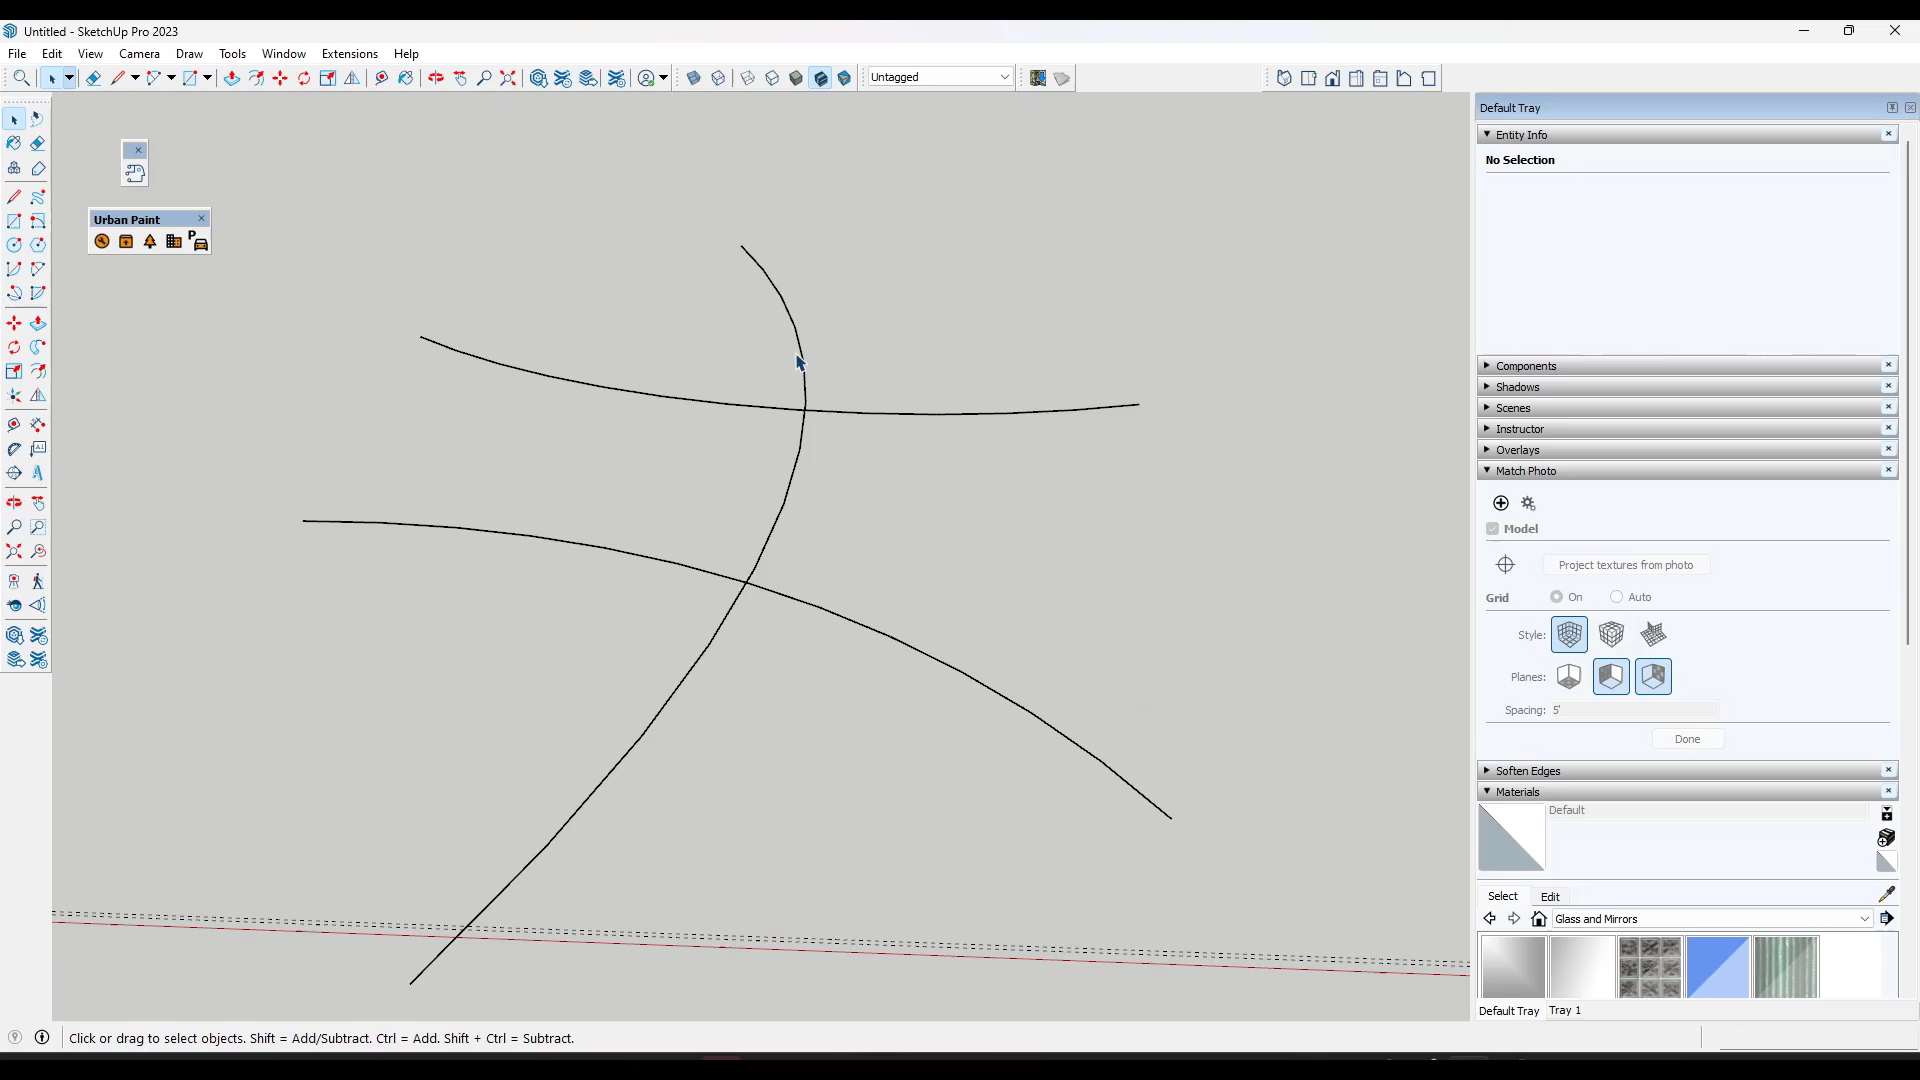 Untitled - SketchUp Pro 2023
File Edit View Camera Draw Tools Window Extensions Help
Untagged
Default Tray
Entity Info
No Selection
Urban Paint
P
Components
Shadows
Scenes
Instructor
Overlays
Match Photo
Model
Project textures from photo
Grid On Auto
Style:
Planes:
Spacing: 5'
Done
Soften Edges
Materials
Default
Select Edit
Glass and Mirrors
Default Tray Tray 1
Click or drag to select objects. Shift = Add/Subtract. Ctrl = Add. Shift + Ctrl = Subtract.